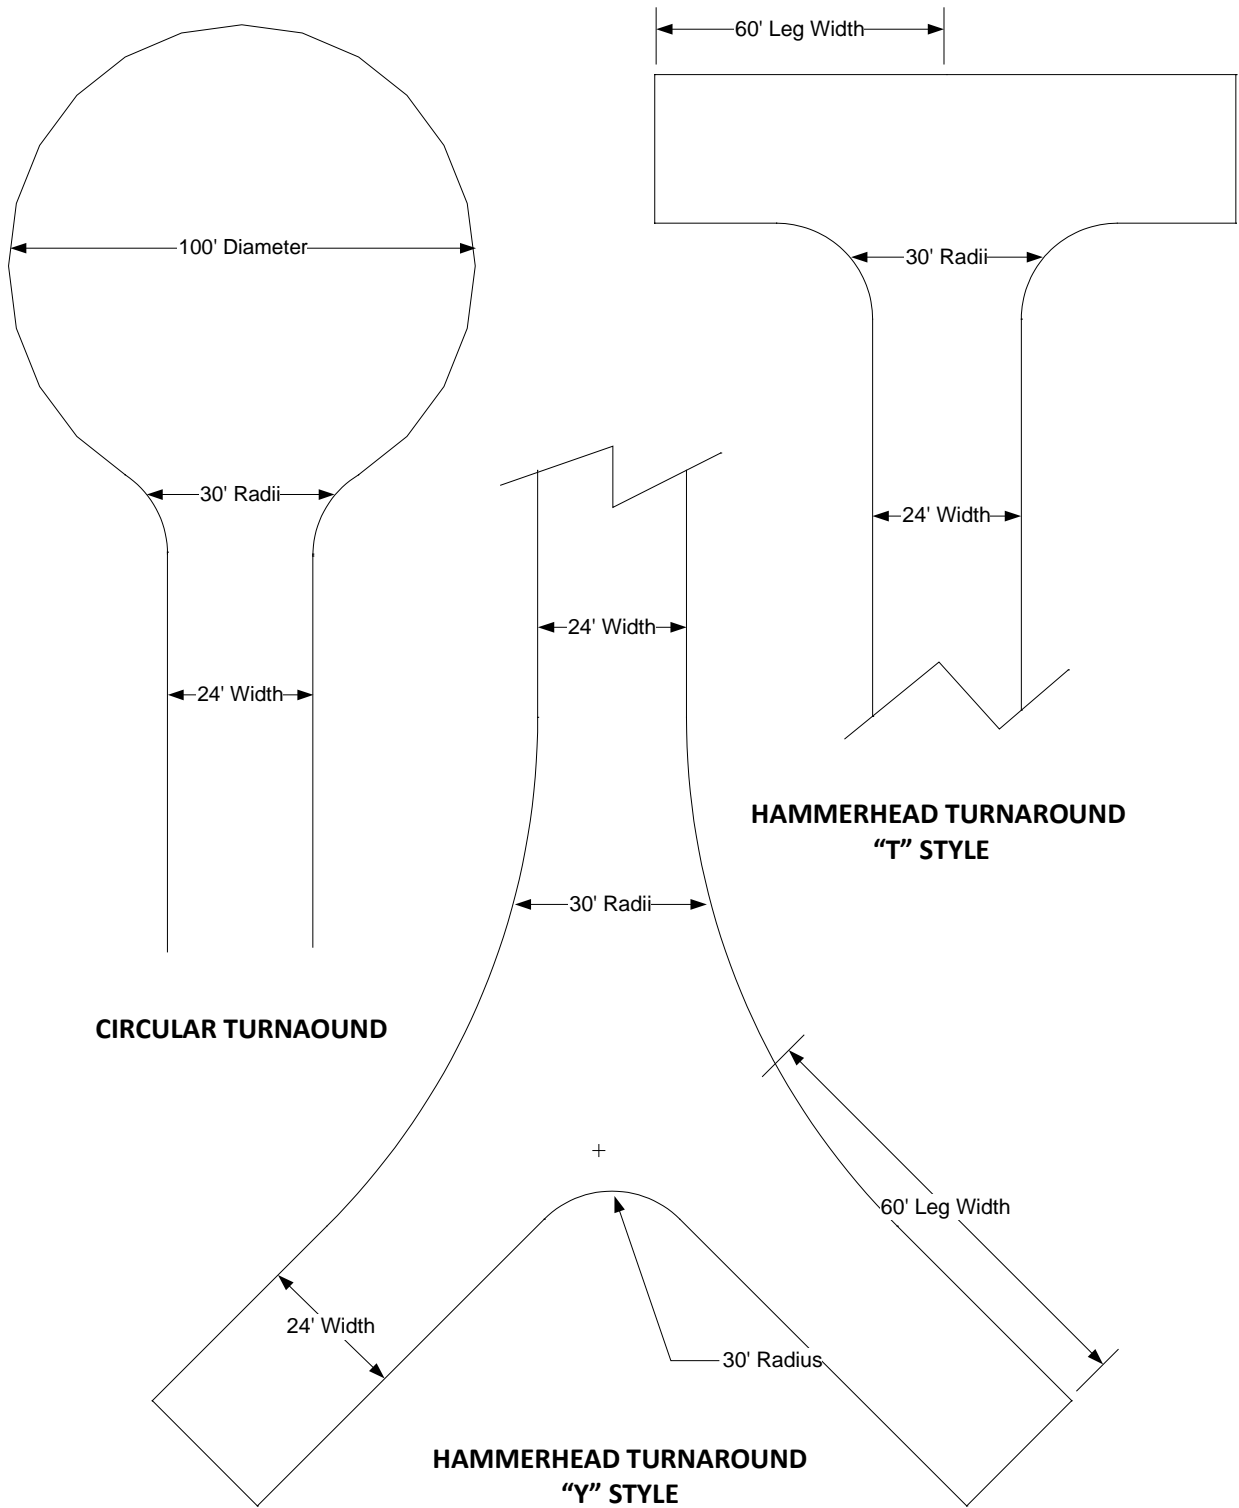 60' Leg Width
100' Diameter
30' Radii
30' Radii
24' Width
24' Width
24' Width
HAMMERHEAD TURNAROUND
“T” STYLE
30' Radii
CIRCULAR TURNAOUND
60' Leg Width
24' Width
30' Radius
HAMMERHEAD TURNAROUND
“Y” STYLE